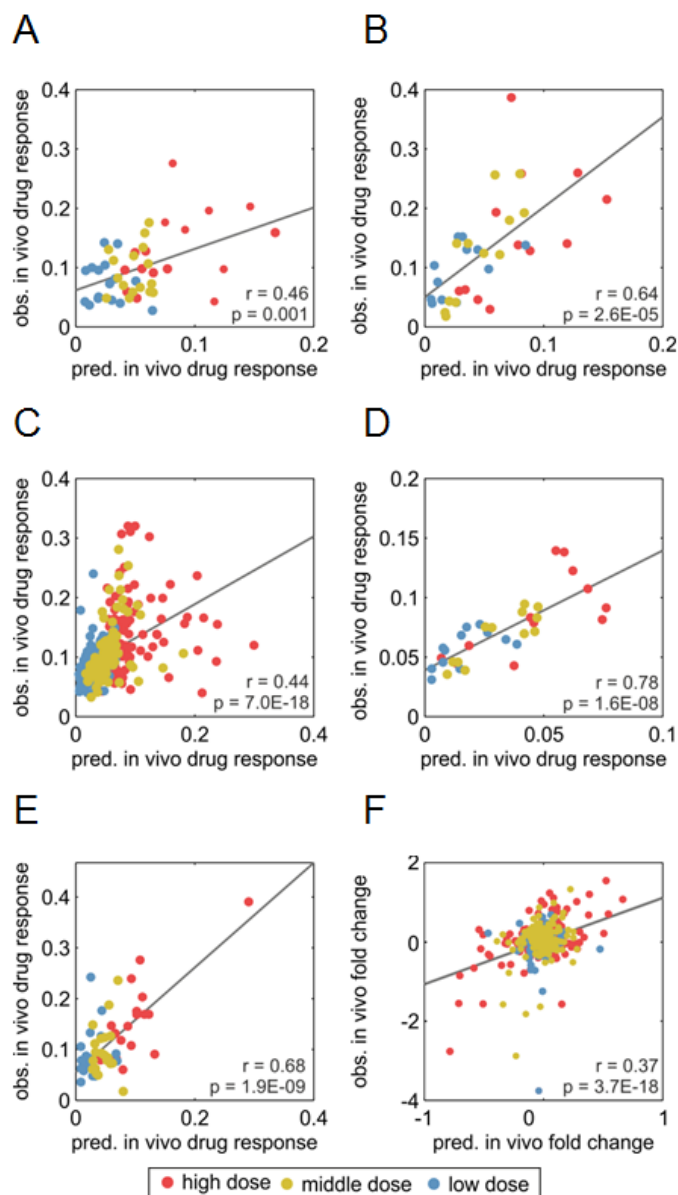 A
0.4
0.3
0.2
0.1
0
0
0.1
0.2
obs. in vivo drug response
pred. in vivo drug response
r = 0.46
p = 0.001
B
0.4
0.3
0.2
0.1
0
0
0.1
0.2
obs. in vivo drug response
pred. in vivo drug response
r = 0.64
p = 2.6E-05
C
0.4
0.3
0.2
0.1
0
0
0.2
0.4
obs. in vivo drug response
pred. in vivo drug response
r = 0.44
p = 7.0E-18
D
0.2
0.15
0.1
0.05
0
0
0.05
0.1
obs. in vivo drug response
pred. in vivo drug response
r = 0.78
p = 1.6E-08
E
0.4
0.3
0.2
0.1
0
0
0.2
0.4
obs. in vivo drug response
pred. in vivo drug response
r = 0.68
p = 1.9E-09
F
2
0
-2
-4
-1
0
1
obs. in vivo fold change
pred. in vivo fold change
r = 0.37
p = 3.7E-18
high dose middle dose low dose